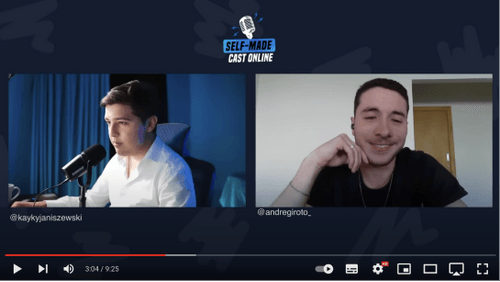 SELF-MADE
CAST ONLINE
@kaykyjaniszewski
@andregiroto_
3:04 / 9:25